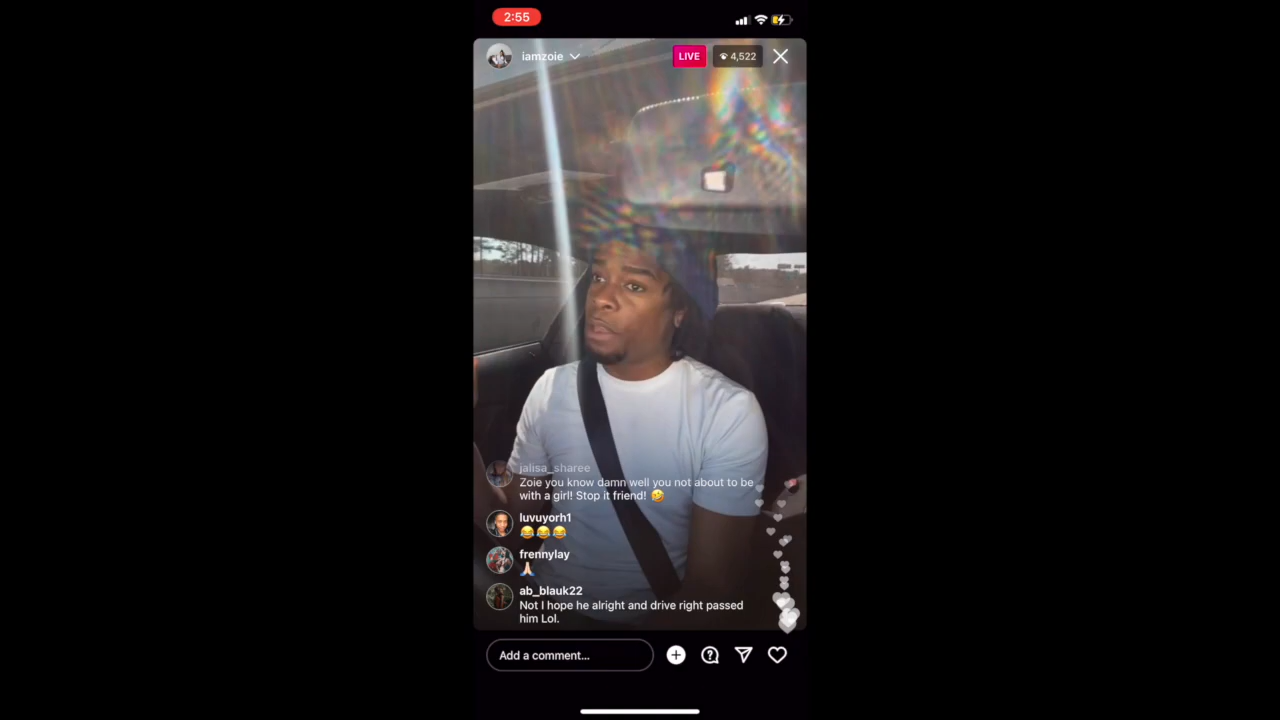 2:55
iamzoie
LIVE
4,522
jalisa_sharee
Zoie you know damn well you not about to be
with a girl! Stop it friend! 🤣
luvuyorh1
😂😂😂
frennylay
🙏🏻
ab_blauk22
Not I hope he alright and drive right passed
him Lol.
Add a comment...